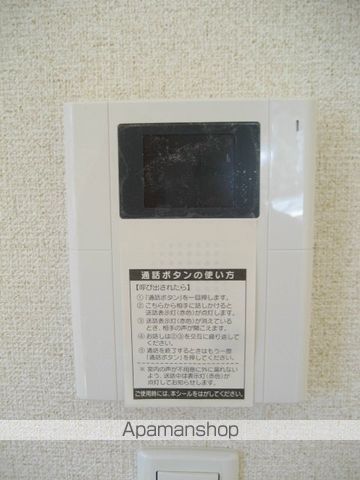 通話ボタンの使い方
【呼び出されたら】
①「通話ボタン」を一回押します。
②こちらから相手に話しかけると
送話表示灯(赤色)が点灯します。
③送話表示灯(赤色)が消えている
とき、相手の声が聞こえます。
④お話しは②③を交互に繰り返して
ください。
⑤通話を終了するときはもう一度
「通話ボタン」を押してください。
※室内の声が不用意に外に漏れない
よう、送話中は表示灯(赤色)が
点灯してお知らせします。
ご使用時には、本シールをはがしてください。
Apamanshop